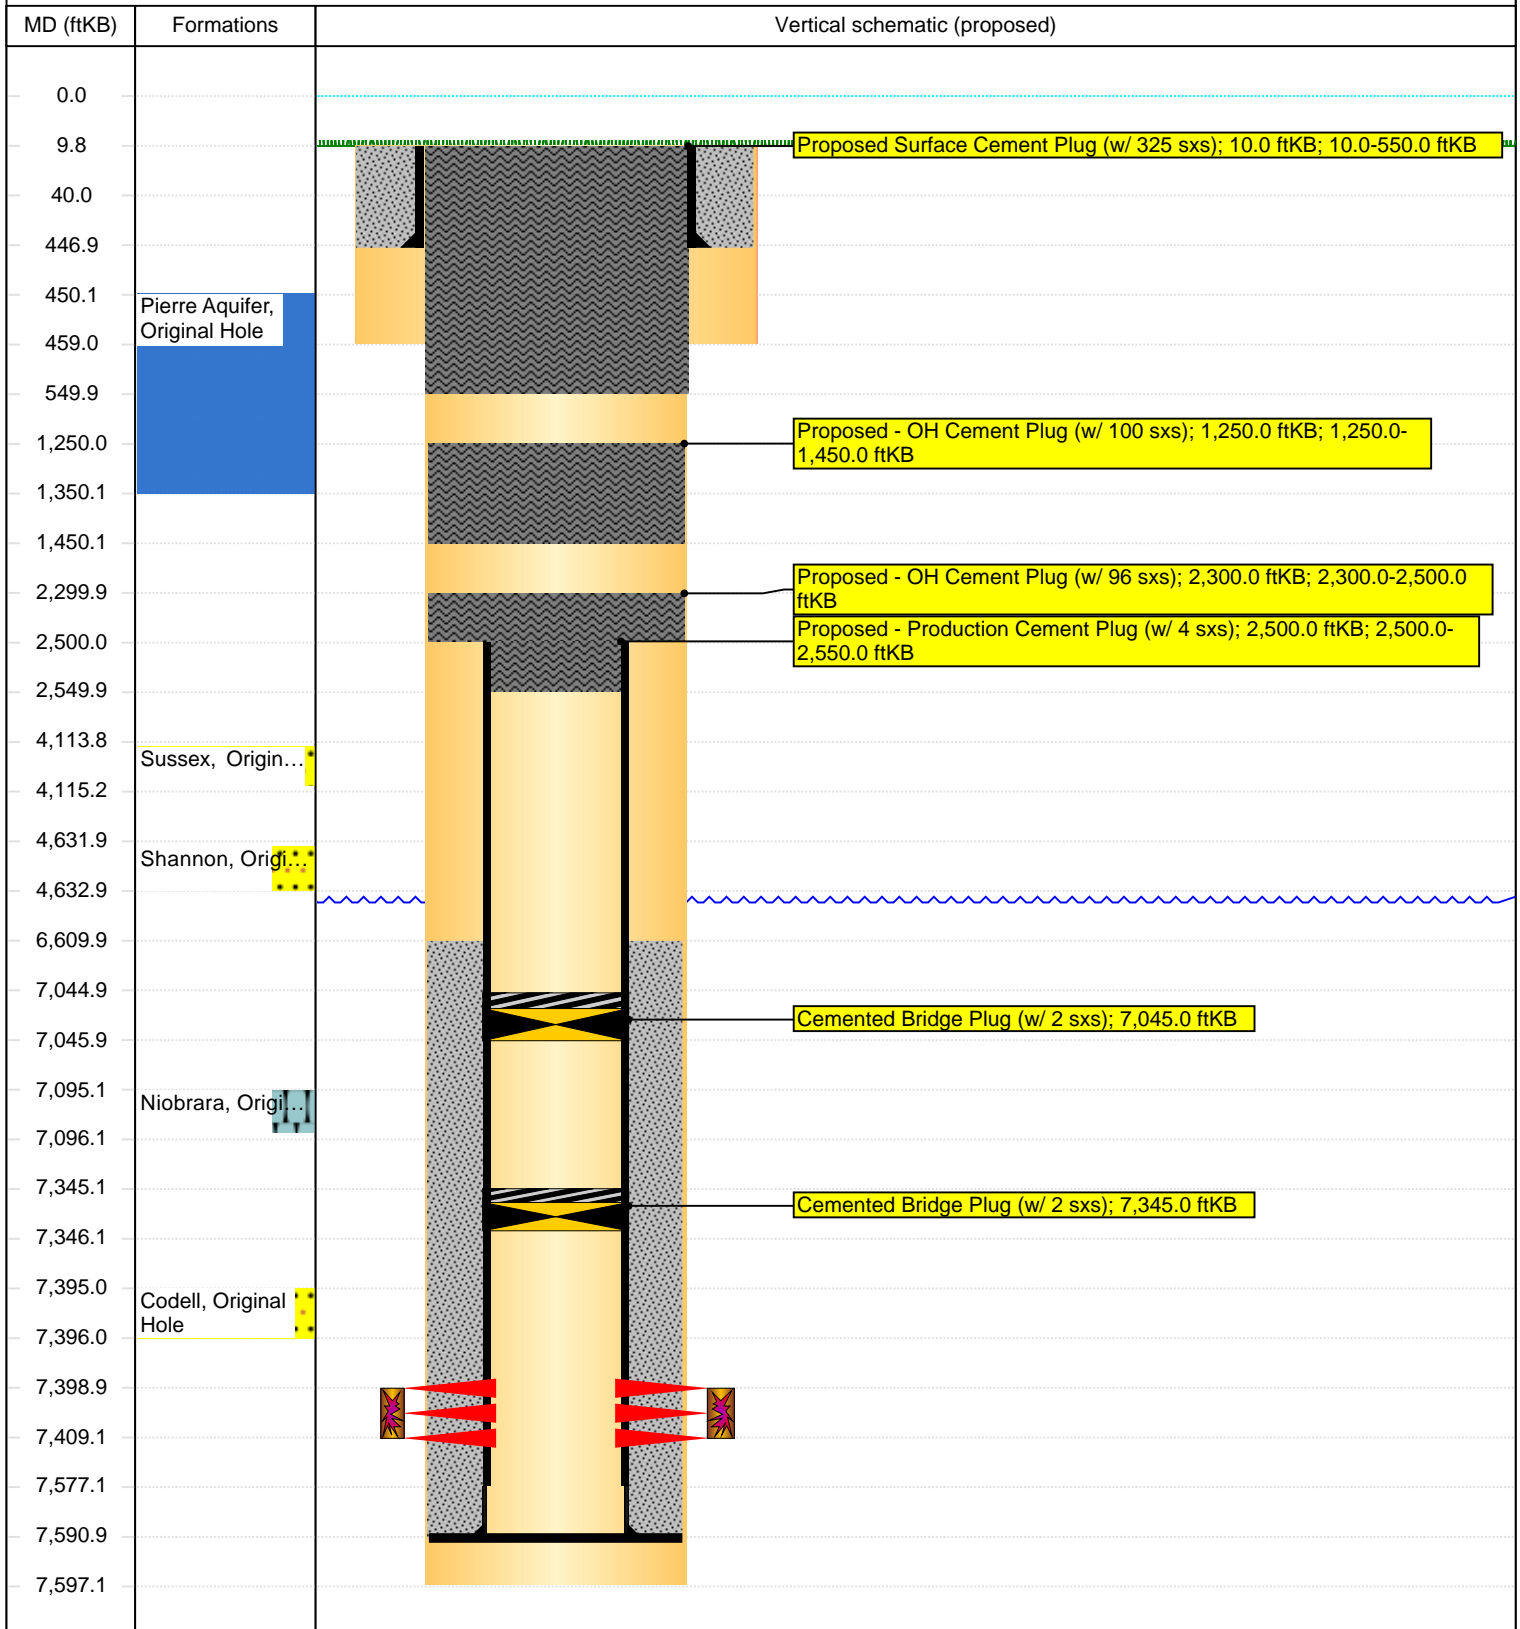 MD (ftKB)
Formations
Vertical schematic (proposed)
0.0
9.8
Proposed Surface Cement Plug (w/ 325 sxs); 10.0 ftKB; 10.0-550.0 ftKB
40.0
446.9
450.1
Pierre Aquifer,
Original Hole
459.0
549.9
1,250.0
Proposed - OH Cement Plug (w/ 100 sxs); 1,250.0 ftKB; 1,250.0-
1,450.0 ftKB
1,350.1
1,450.1
2,299.9
Proposed - OH Cement Plug (w/ 96 sxs); 2,300.0 ftKB; 2,300.0-2,500.0
ftKB
2,500.0
Proposed - Production Cement Plug (w/ 4 sxs); 2,500.0 ftKB; 2,500.0-
2,550.0 ftKB
2,549.9
4,113.8
Sussex, Origin…
4,115.2
4,631.9
Shannon, Origi…
4,632.9
6,609.9
7,044.9
Cemented Bridge Plug (w/ 2 sxs); 7,045.0 ftKB
7,045.9
7,095.1
Niobrara, Origi…
7,096.1
7,345.1
Cemented Bridge Plug (w/ 2 sxs); 7,345.0 ftKB
7,346.1
7,395.0
Codell, Original
Hole
7,396.0
7,398.9
7,409.1
7,577.1
7,590.9
7,597.1